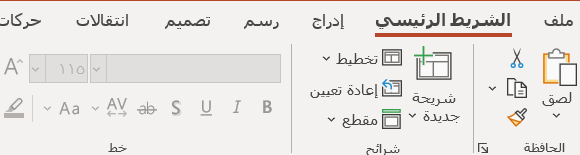 ملف الشريط الرئيسي إدراج رسم تصميم انتقالات حركات
لصق
شريحة جديدة
تخطيط
إعادة تعيين
مقطع
١١٥ A
B I U S ab AV Aa
الحافظة شرائح خط